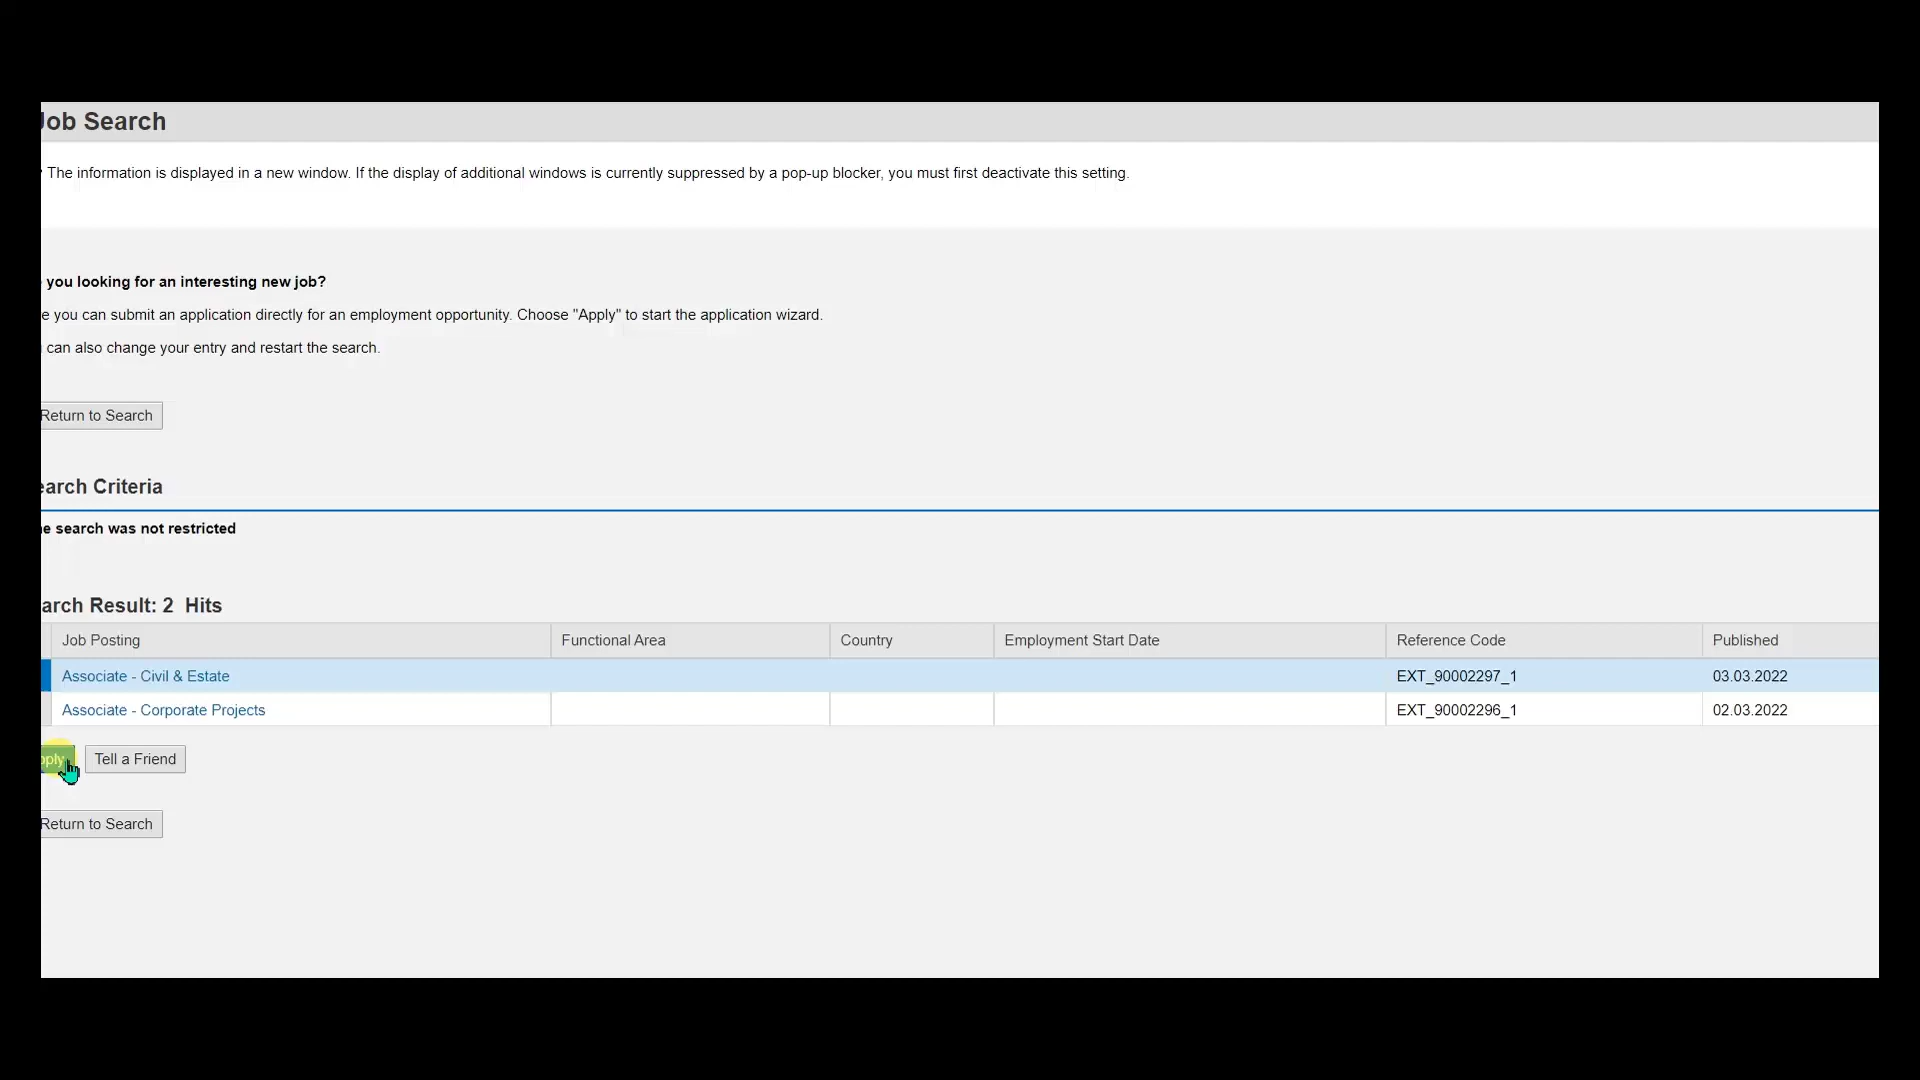 Job Search
The information is displayed in a new window. If the display of additional windows is currently suppressed by a pop-up blocker, you must first deactivate this setting.
you looking for an interesting new job?
you can submit an application directly for an employment opportunity. Choose "Apply" to start the application wizard.
can also change your entry and restart the search.
Return to Search
earch Criteria
e search was not restricted
arch Result: 2 Hits
Job Posting Functional Area Country Employment Start Date Reference Code Published
Associate - Civil & Estate EXT_90002297_1 03.03.2022
Associate - Corporate Projects EXT_90002296_1 02.03.2022
pply Tell a Friend
Return to Search